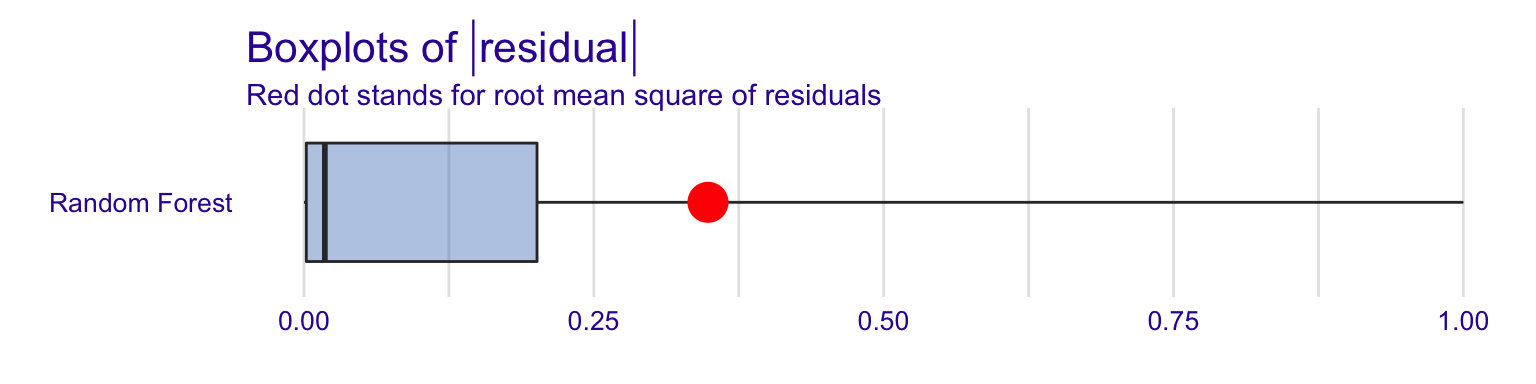 Boxplots of |residual|
Red dot stands for root mean square of residuals
Random Forest
0.00 0.25 0.50 0.75 1.00